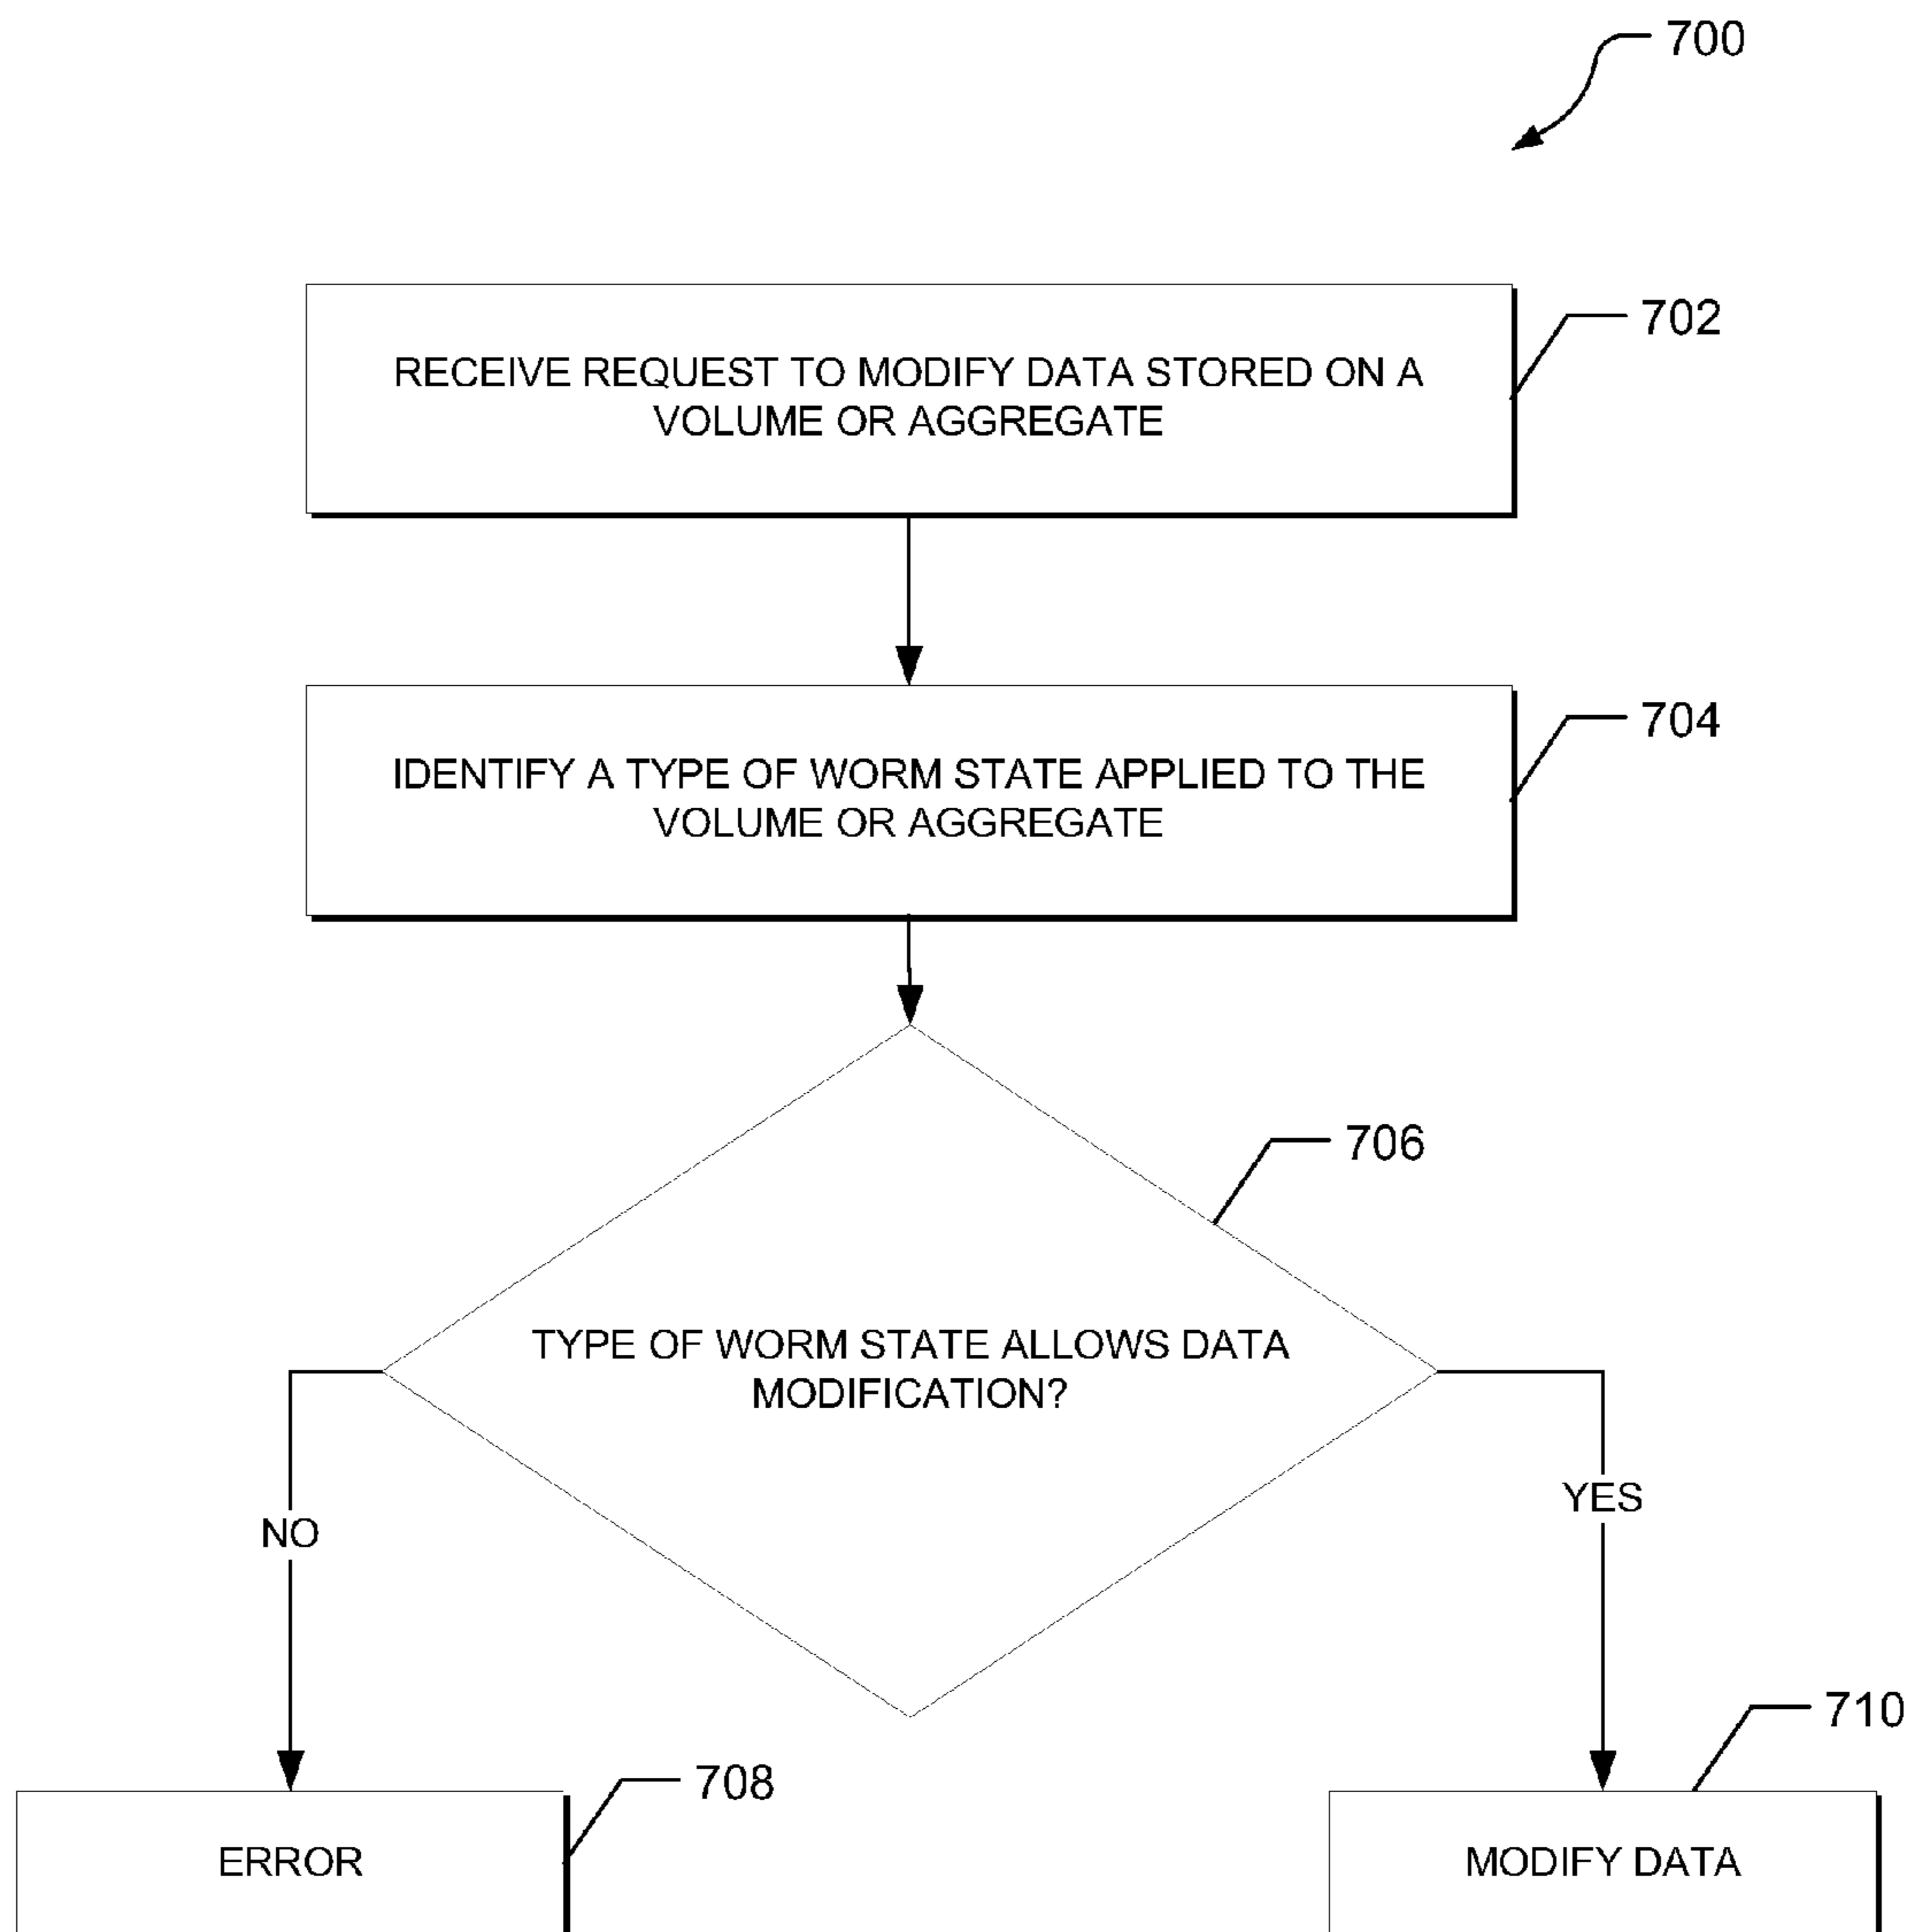 700
702
RECEIVE REQUEST TO MODIFY DATA STORED ON A
VOLUME OR AGGREGATE
704
IDENTIFY A TYPE OF WORM STATE APPLIED TO THE
VOLUME OR AGGREGATE
706
TYPE OF WORM STATE ALLOWS DATA
MODIFICATION?
YES
NO
710
708
ERROR
MODIFY DATA